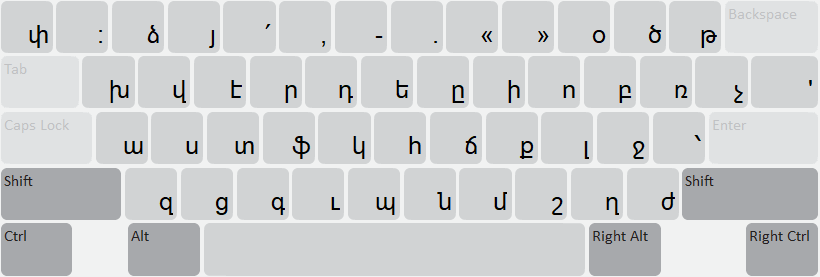 փ : ձ յ ՛ , - . « » օ ծ թ Backspace
Tab խ վ է ր դ ե ը ի ո բ ռ չ '
Caps Lock ա ս տ ֆ կ հ ճ ք լ ջ ՝ Enter
Shift զ ց գ ւ պ ն մ շ ղ ժ Shift
Ctrl Alt Right Alt Right Ctrl